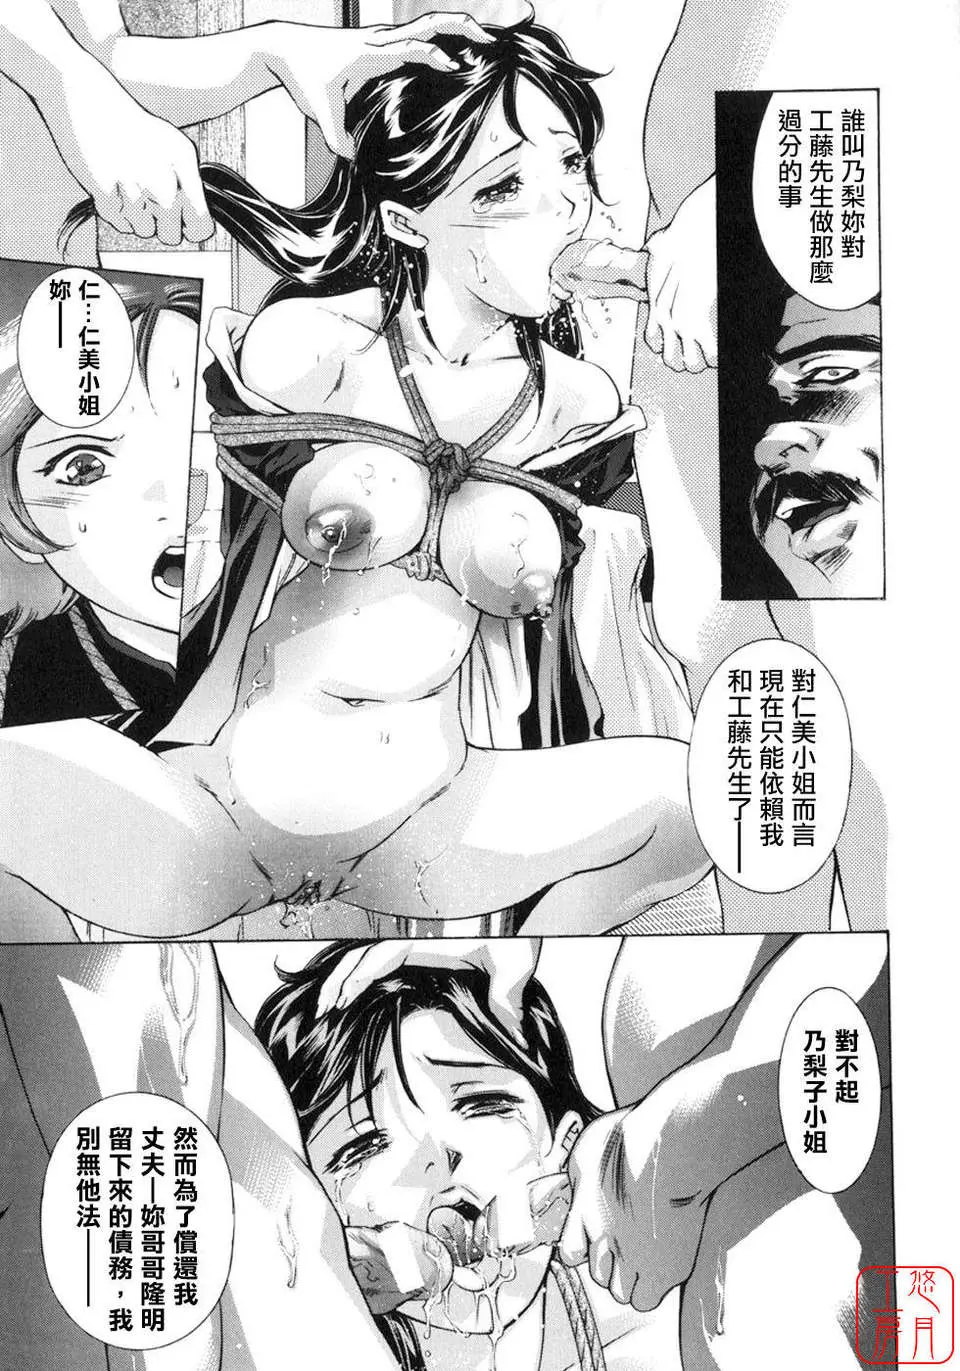 誰叫乃梨妳對
工藤先生做那麼
過分的事
仁…仁美小姐
妳——
對仁美小姐而言
現在只能依賴我
和工藤先生了——
對不起
乃梨子小姐
然而為了償還我
丈夫—妳哥哥隆明
留下來的債務，我
別無他法——
悠月工房